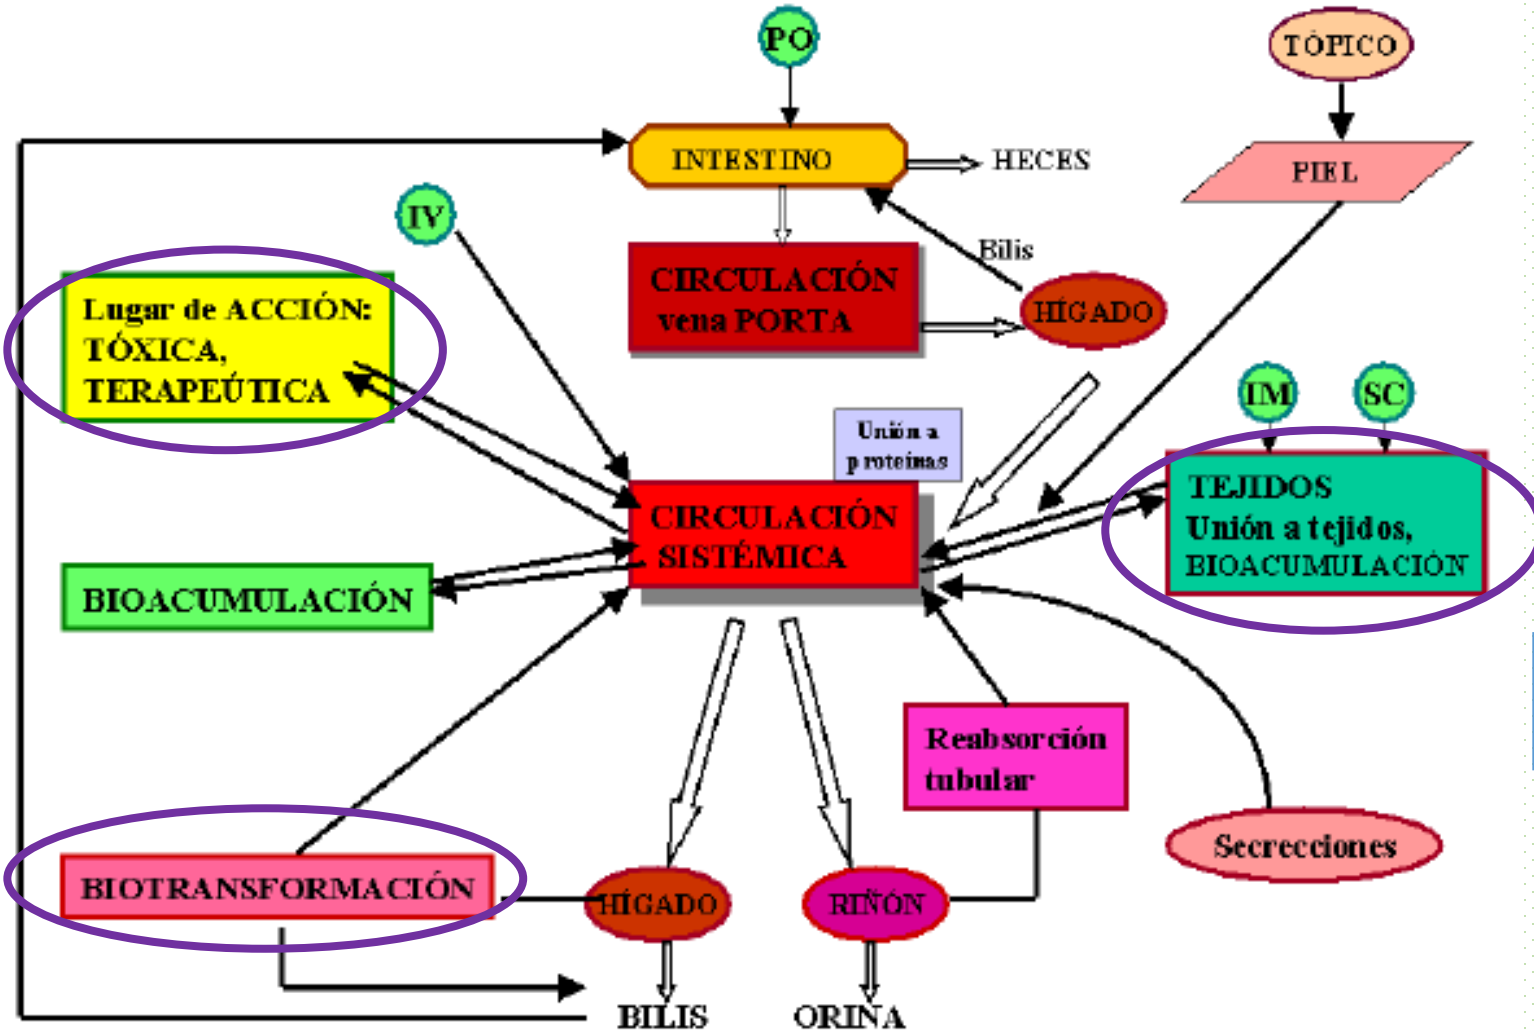 PO
TÓPICO
INTESTINO
HECES
PIEL
IV
Bilis
CIRCULACIÓN
vena PORTA
HÍGADO
Lugar de ACCIÓN:
TÓXICA,
TERAPEÚTICA
IM
SC
Unión a
proteínas
TEJIDOS
Unión a tejidos,
BIOACUMULACIÓN
CIRCULACIÓN
SISTÉMICA
BIOACUMULACIÓN
Reabsorción
tubular
Secrecciones
BIOTRANSFORMACIÓN
HÍGADO
RIÑÓN
BILIS
ORINA